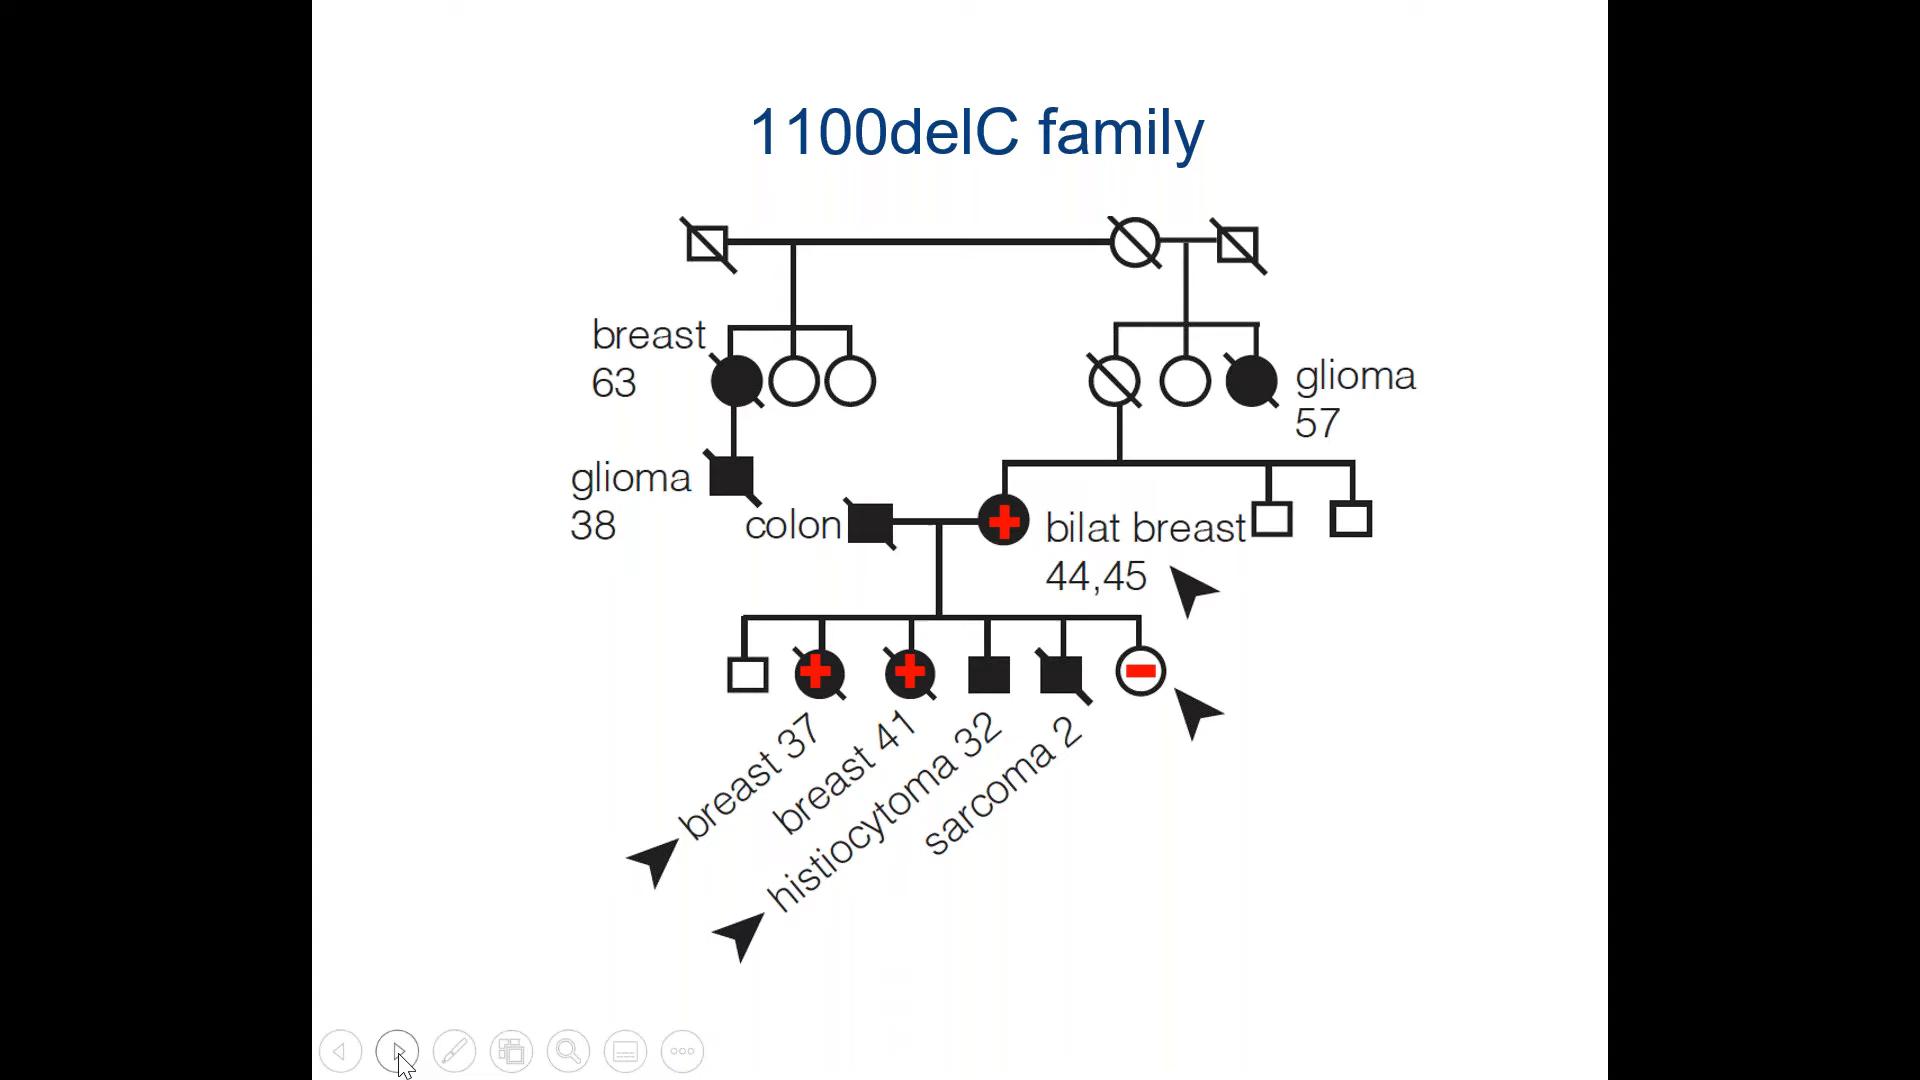 1100delC family
breast
63
glioma
57
glioma
38
colon
bilat breast
44,45
breast 37
breast 41
histiocytoma 32
sarcoma 2